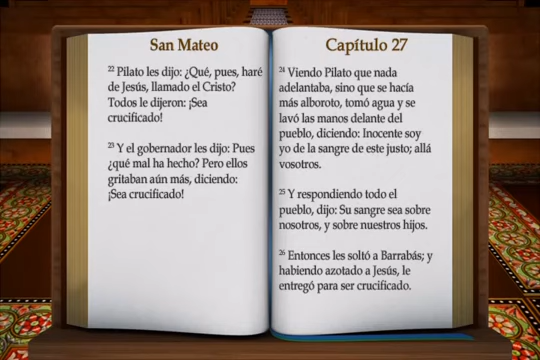 San Mateo
22 Pilato les dijo: ¿Qué, pues, haré
de Jesús, llamado el Cristo?
Todos le dijeron: ¡Sea
crucificado!
23 Y el gobernador les dijo: Pues
¿qué mal ha hecho? Pero ellos
gritaban aún más, diciendo:
¡Sea crucificado!
Capítulo 27
24 Viendo Pilato que nada
adelantaba, sino que se hacía
más alboroto, tomó agua y se
lavó las manos delante del
pueblo, diciendo: Inocente soy
yo de la sangre de este justo; allá
vosotros.
25 Y respondiendo todo el
pueblo, dijo: Su sangre sea sobre
nosotros, y sobre nuestros hijos.
26 Entonces les soltó a Barrabás; y
habiendo azotado a Jesús, le
entregó para ser crucificado.